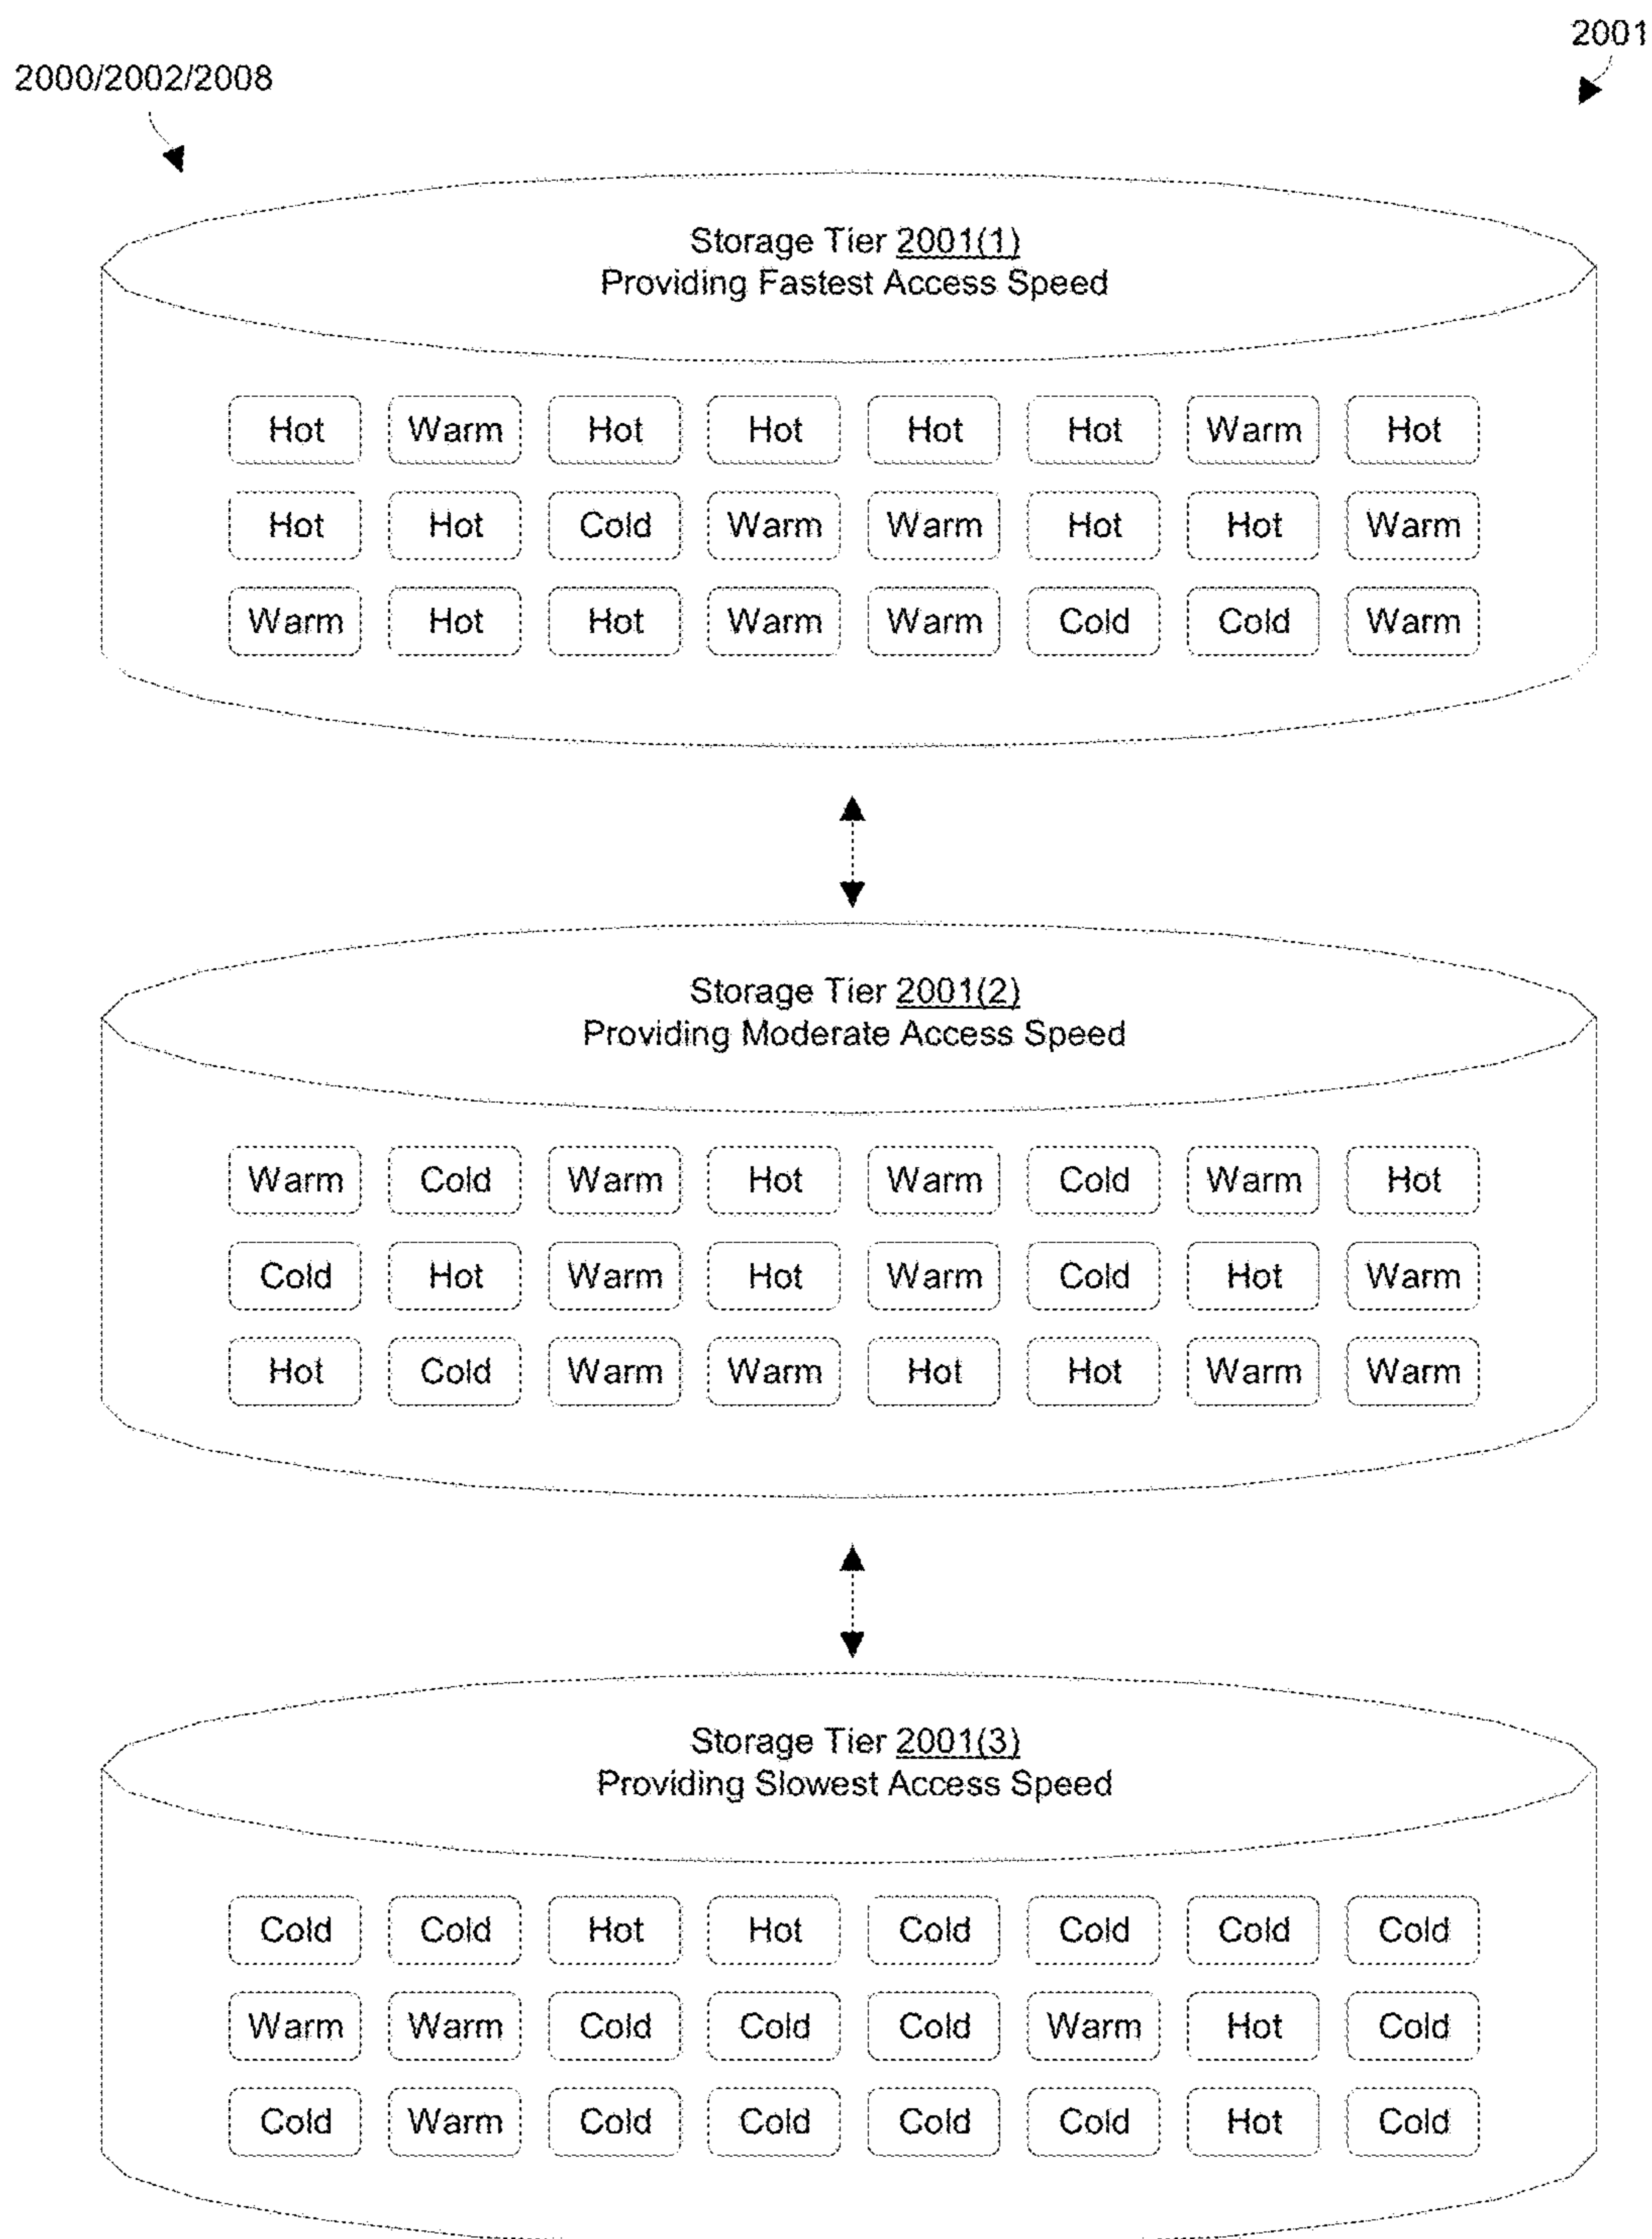 2001
2000/2002/2008
Storage Tier 2001(1)
Providing Fastest Access Speed
Hot Warm Hot Hot Hot Hot Warm Hot
Hot Hot Cold Warm Warm Hot Hot Warm
Warm Hot Hot Warm Warm Cold Cold Warm
Storage Tier 2001(2)
Providing Moderate Access Speed
Warm Cold Warm Hot Warm Cold Warm Hot
Cold Hot Warm Hot Warm Cold Hot Warm
Hot Cold Warm Warm Hot Hot Warm Warm
Storage Tier 2001(3)
Providing Slowest Access Speed
Cold Cold Hot Hot Cold Cold Cold Cold
Warm Warm Cold Cold Cold Warm Hot Cold
Cold Warm Cold Cold Cold Cold Hot Cold